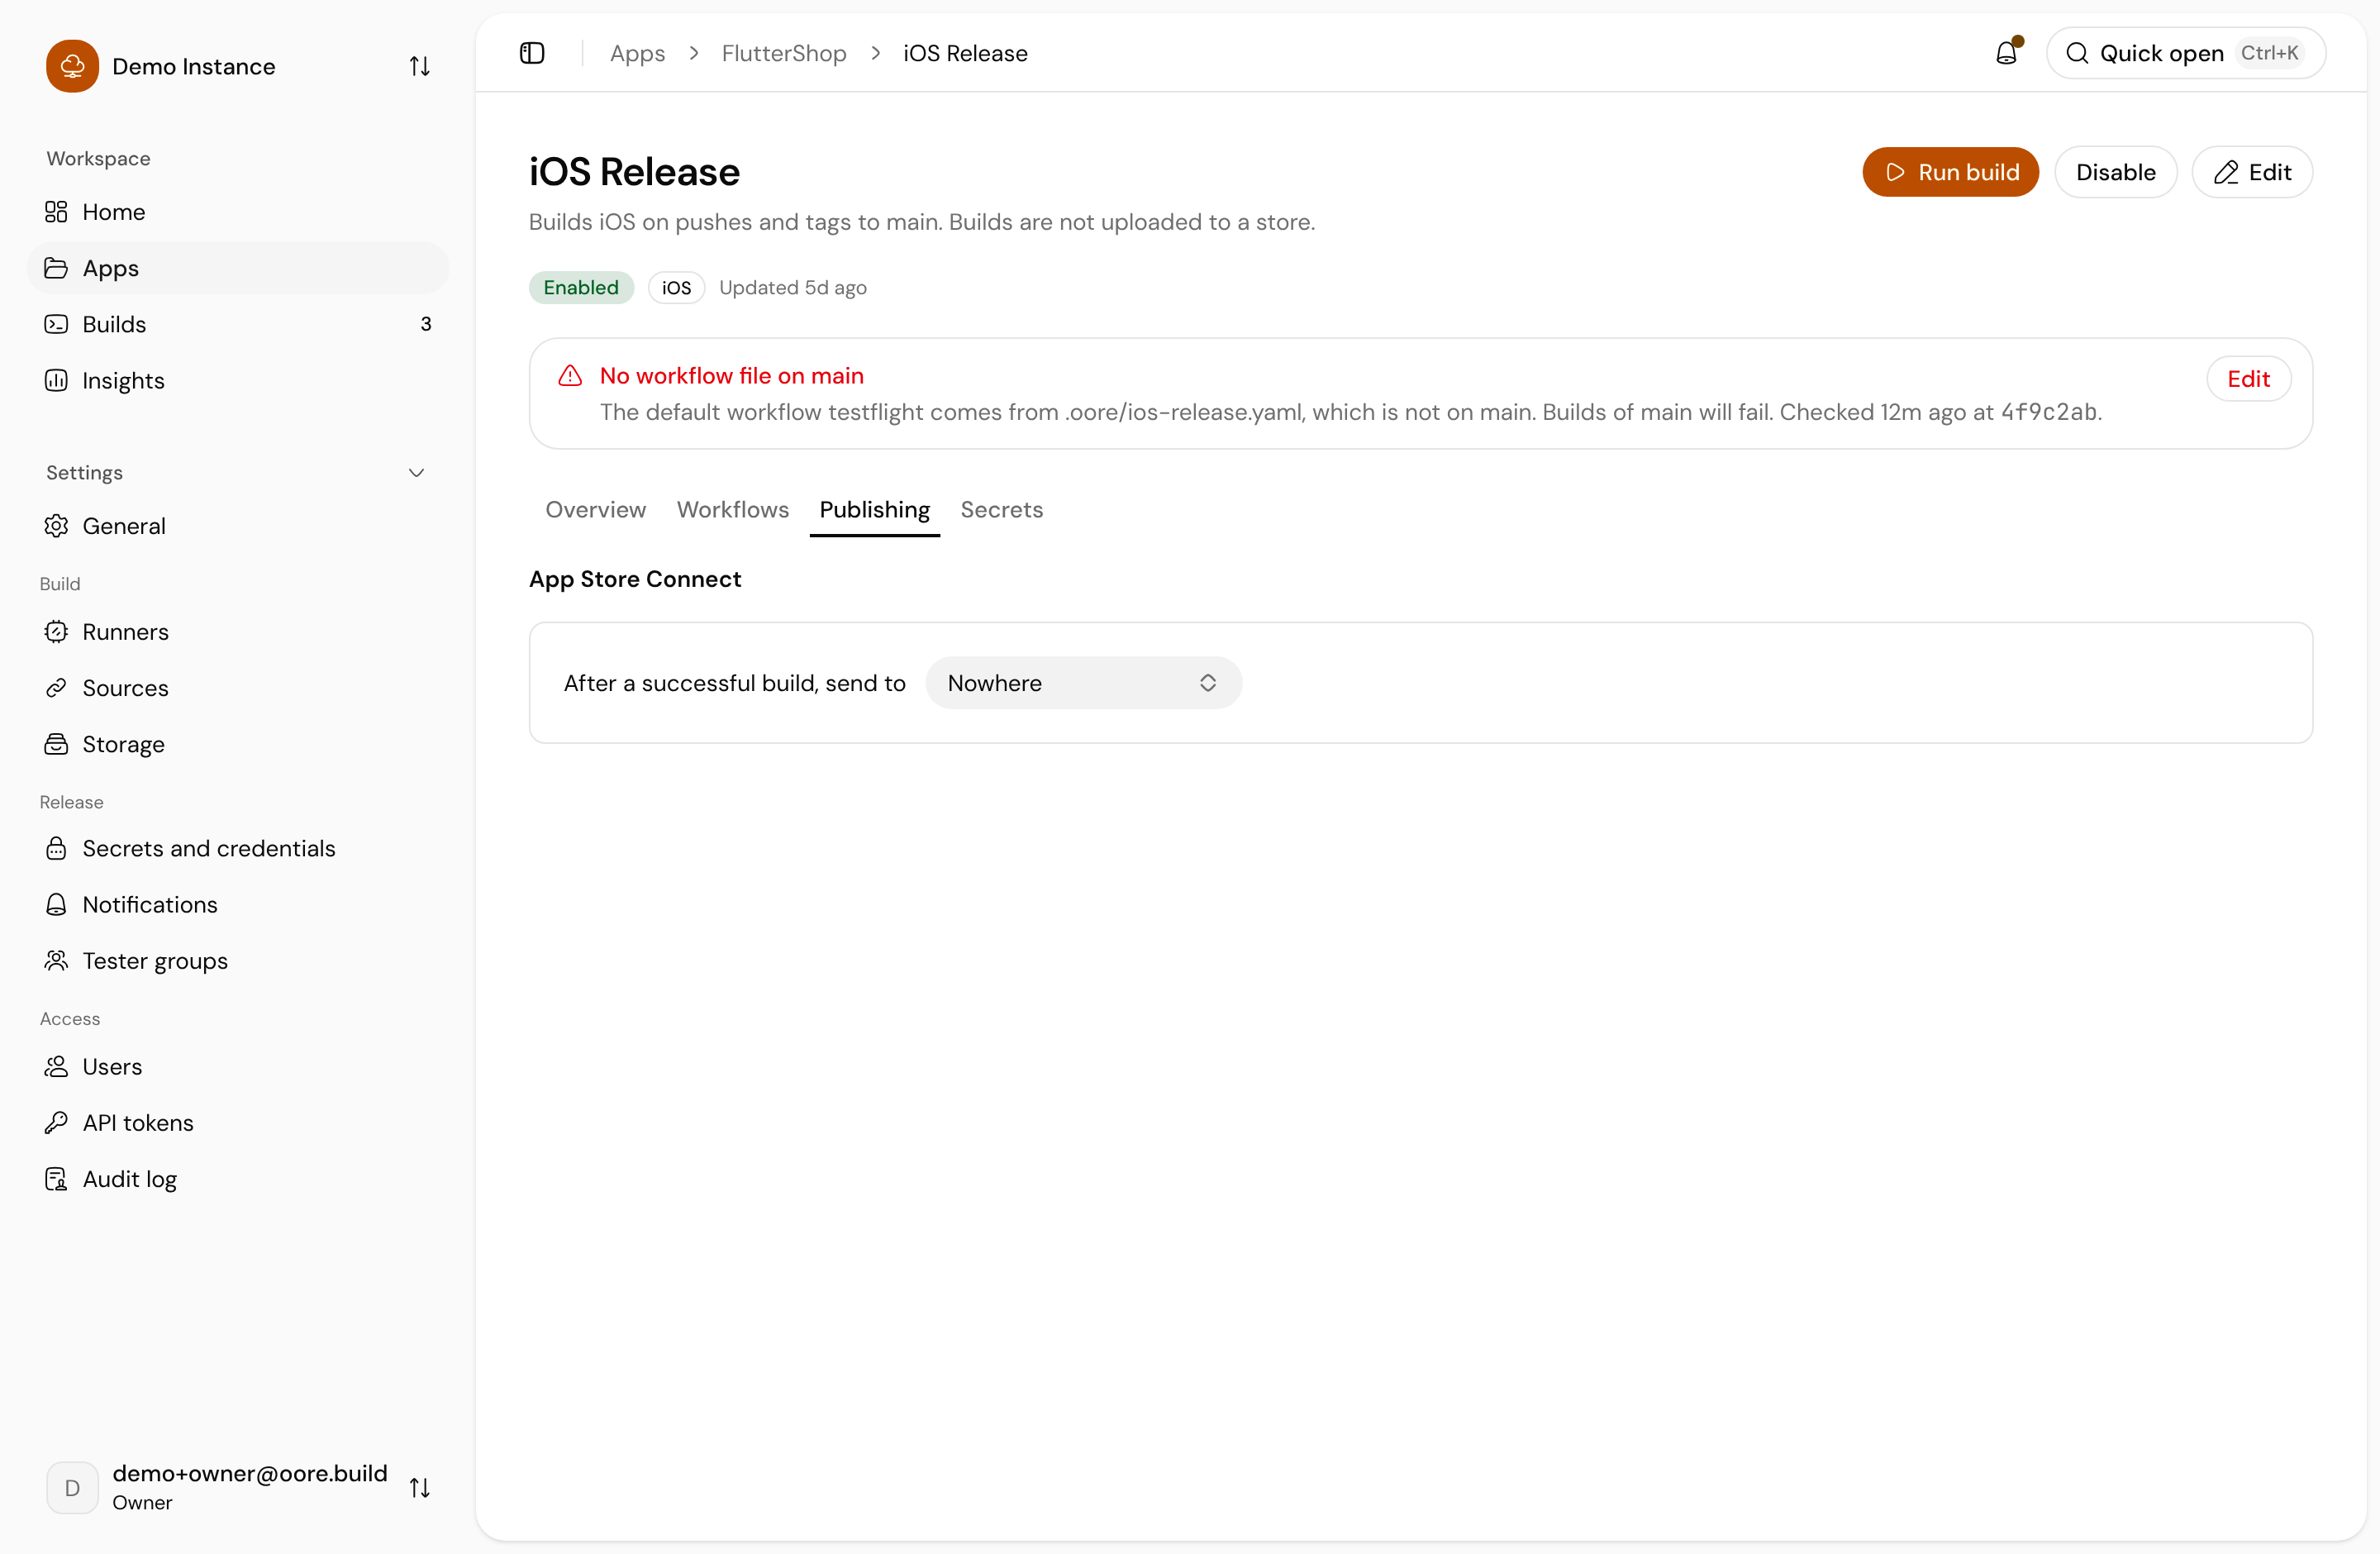 Demo Instance
Workspace
Home
Apps
Builds
3
Insights
Settings
General
Build
Runners
Sources
Storage
Release
Secrets and credentials
Notifications
Tester groups
Access
Users
API tokens
Audit log
D
demo+owner@oore.build
Owner
Apps > FlutterShop > iOS Release
Quick open Ctrl+K
iOS Release
Run build
Disable
Edit
Builds iOS on pushes and tags to main. Builds are not uploaded to a store.
Enabled iOS Updated 5d ago
No workflow file on main
Edit
The default workflow testflight comes from .oore/ios-release.yaml, which is not on main. Builds of main will fail. Checked 12m ago at 4f9c2ab.
Overview Workflows Publishing Secrets
App Store Connect
After a successful build, send to Nowhere